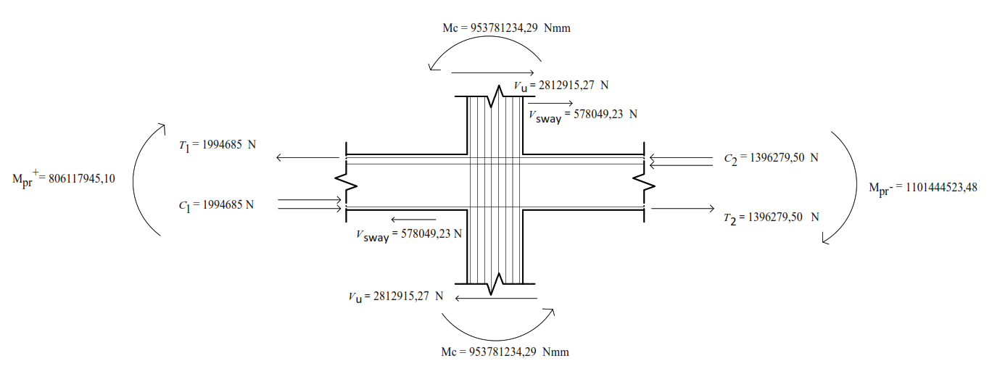 Mc = 953781234,29 Nmm
Vu = 2812915,27 N
Vsway = 578049,23 N
T1 = 1994685 N
C2 = 1396279,50 N
Mpr+ = 806117945,10
Mpr- = 1101444523,48
C1 = 1994685 N
T2 = 1396279,50 N
Vsway = 578049,23 N
Vu = 2812915,27 N
Mc = 953781234,29 Nmm